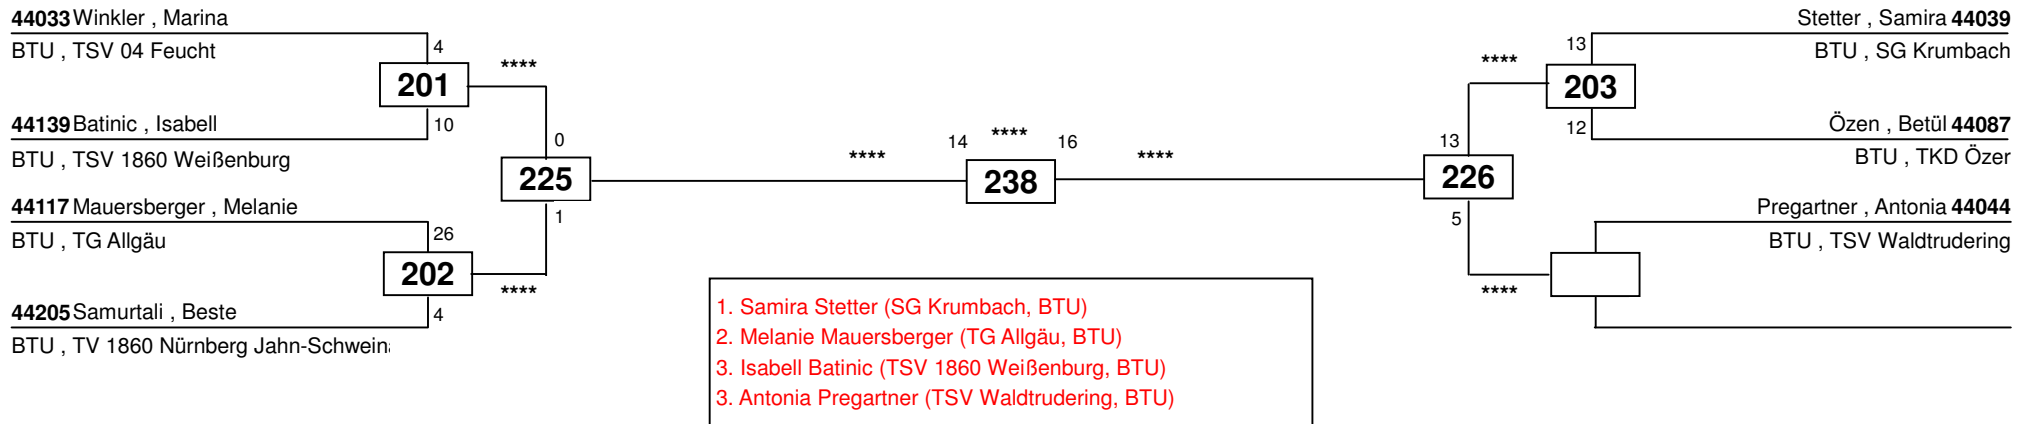 44033 Winkler , Marina
BTU , TSV 04 Feucht
4
201
****
10
44139 Batinic , Isabell
BTU , TSV 1860 Weißenburg
0
225
1
44117 Mauersberger , Melanie
BTU , TG Allgäu
26
202
****
4
44205 Samurtali , Beste
BTU , TV 1860 Nürnberg Jahn-Schwein
****
14
****
16
238
****
Stetter , Samira 44039
BTU , SG Krumbach
13
****
203
12
Özen , Betül 44087
BTU , TKD Özer
13
226
5
Pregartner , Antonia 44044
BTU , TSV Waldtrudering
****
1. Samira Stetter (SG Krumbach, BTU)
2. Melanie Mauersberger (TG Allgäu, BTU)
3. Isabell Batinic (TSV 1860 Weißenburg, BTU)
3. Antonia Pregartner (TSV Waldtrudering, BTU)